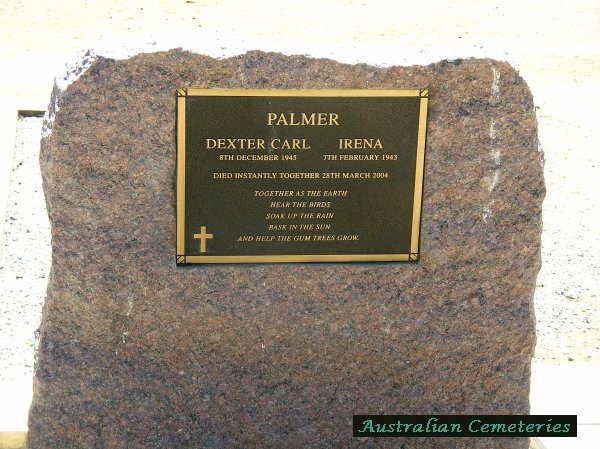 PALMER
DEXTER CARL IRENA
8TH DECEMBER 1945 7TH FEBRUARY 1943
DIED INSTANTLY TOGETHER 28TH MARCH 2004
TOGETHER AS THE EARTH
HEAR THE BIRDS
SOAK UP THE RAIN
BASK IN THE SUN
AND HELP THE GUM TREES GROW.
Australian Cemeteries